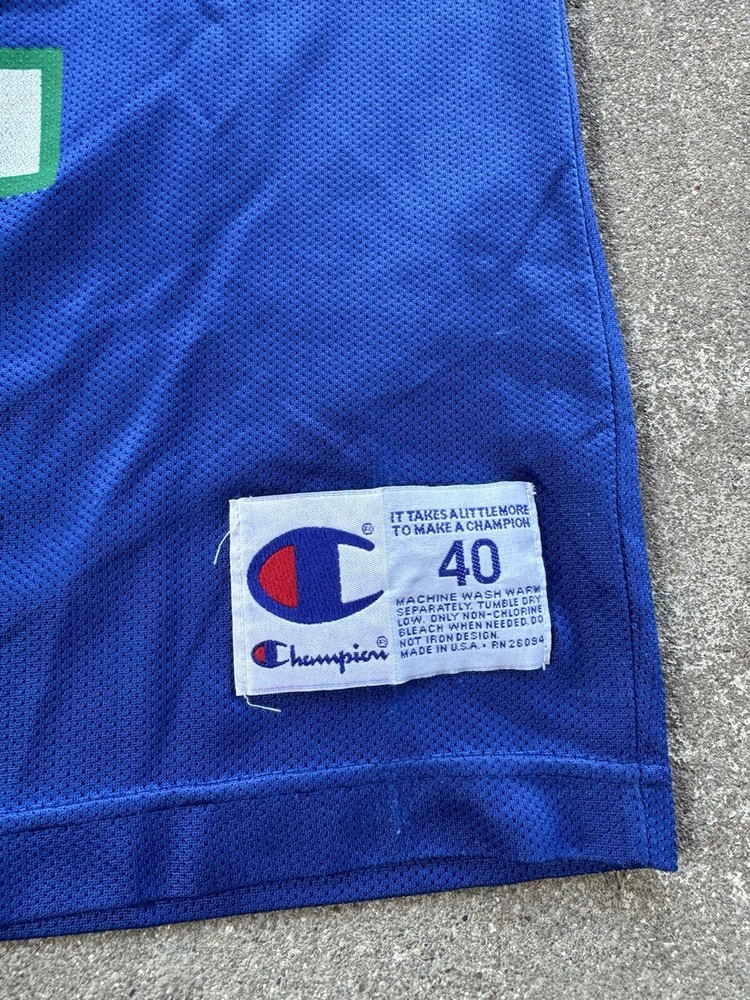 IT TAKES A LITTLE MORE
TO MAKE A CHAMPION
40
MACHINE WASH WARM
SEPARATELY. TUMBLE DRY
LOW. ONLY NON-CHLORINE
BLEACH WHEN NEEDED. DO
NOT IRON DESIGN.
MADE IN U.S.A. • RN 26094
®
Champion®